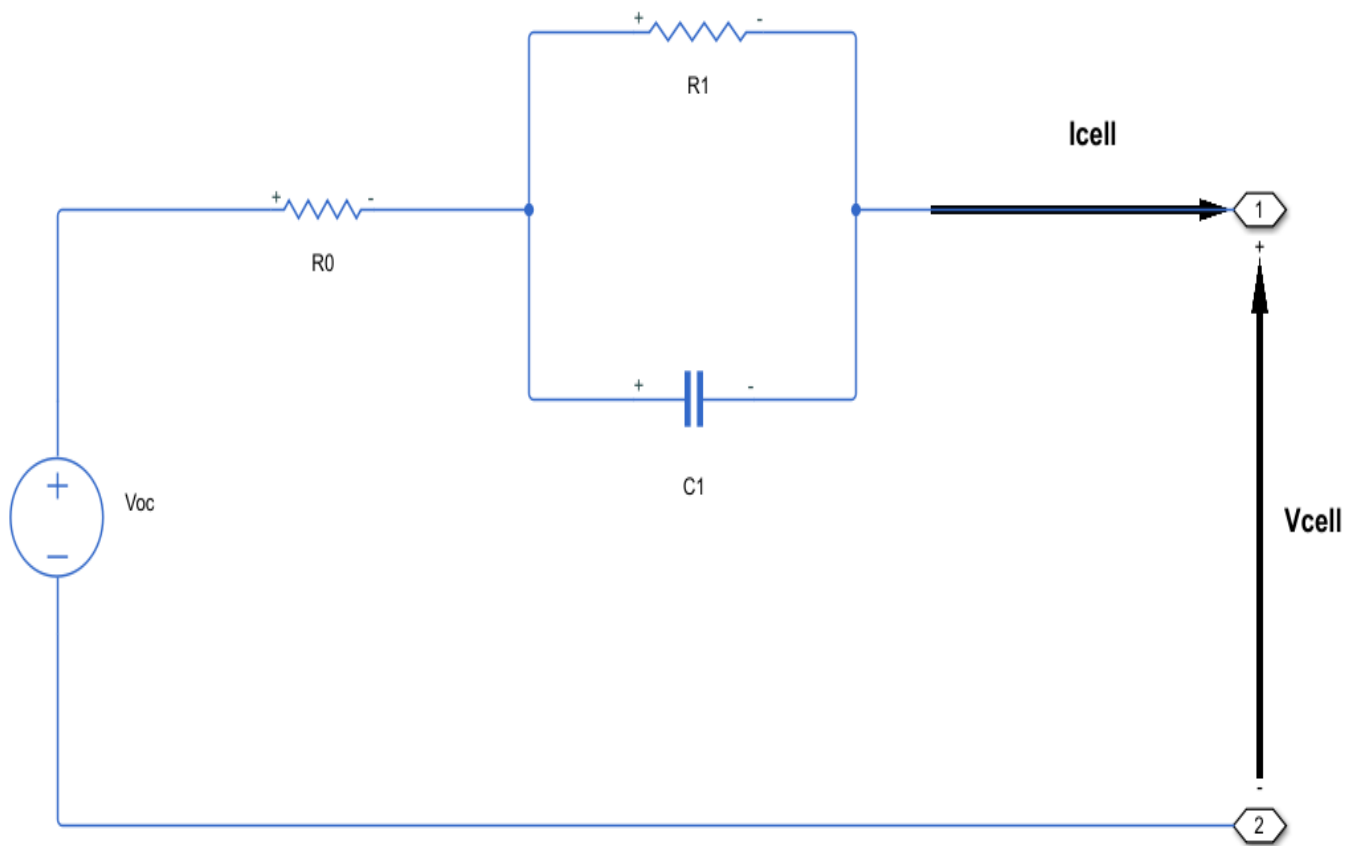 + -
R1
Icell
+ -
1
+
R0
+ -
C1
+
Voc
−
Vcell
-
2